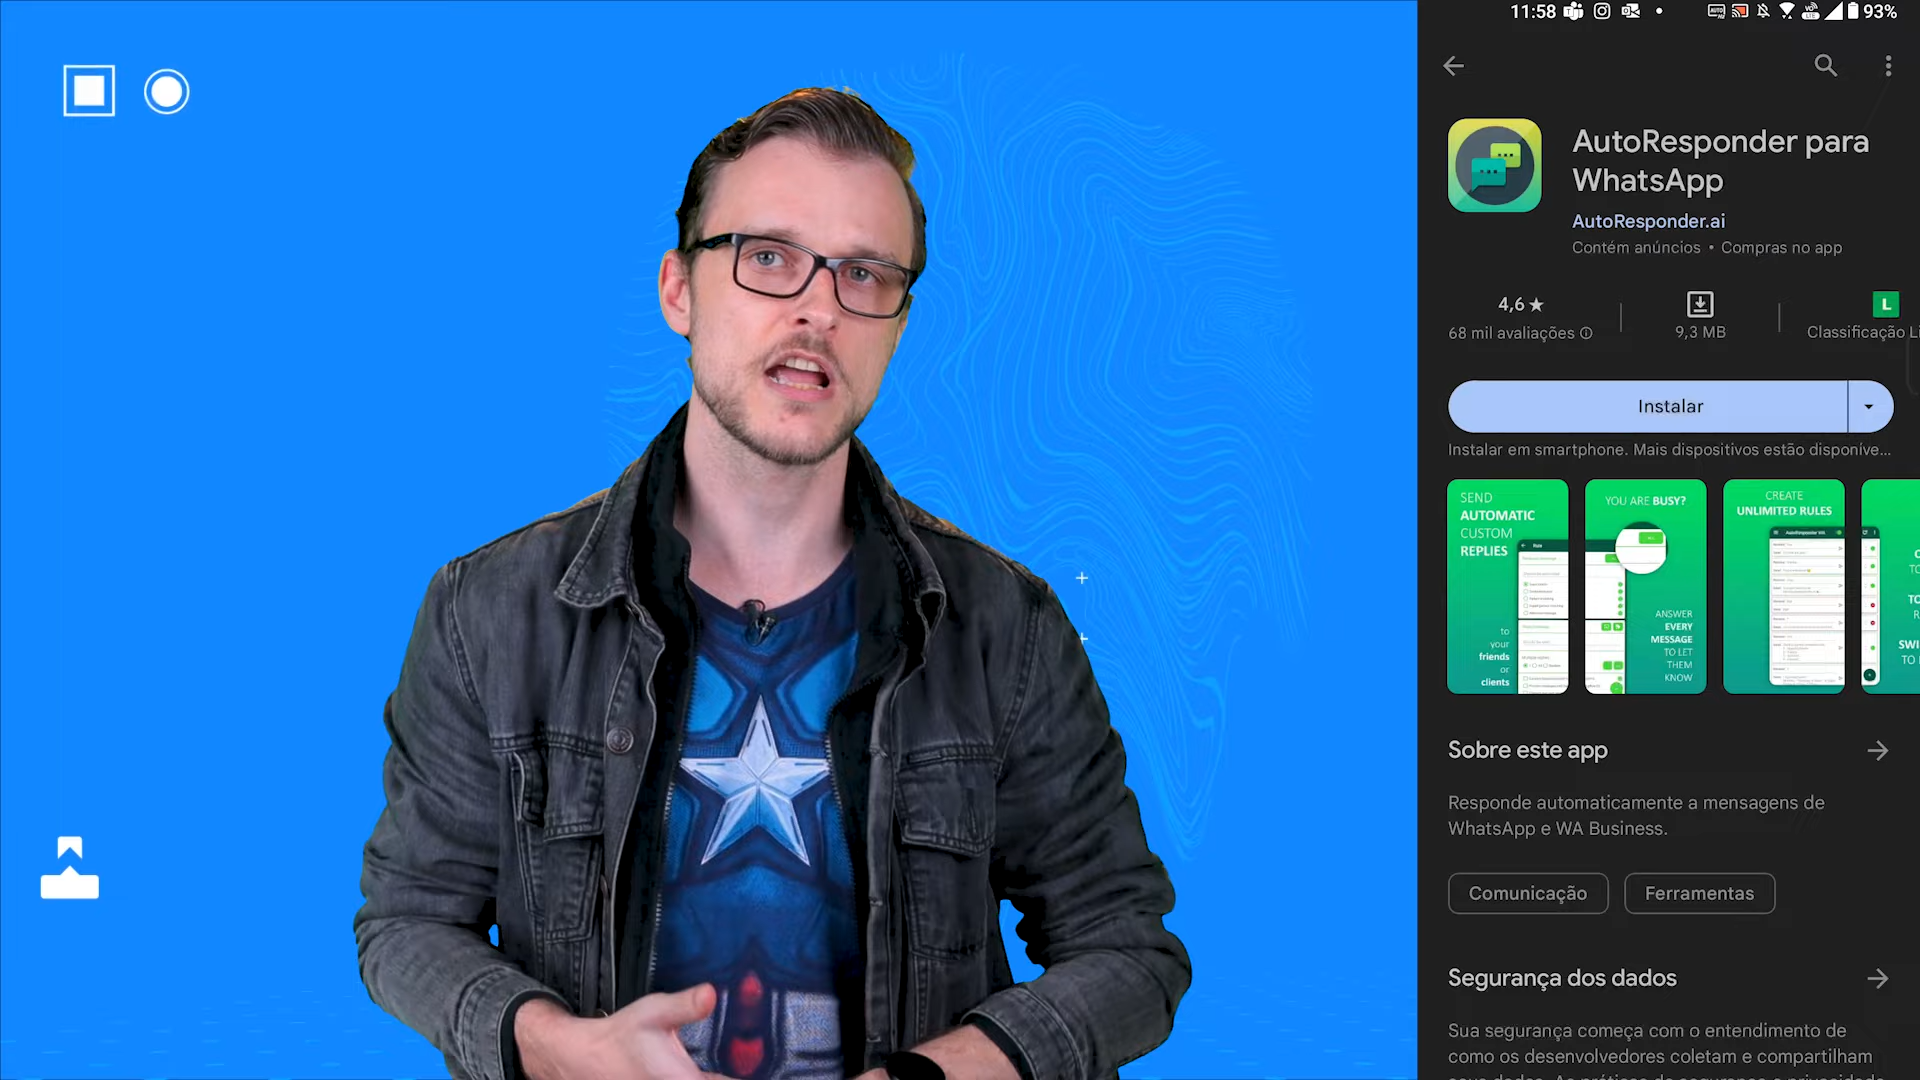 11:58
93%
AutoResponder para
WhatsApp
AutoResponder.ai
Contém anúncios • Compras no app
4,6★
68 mil avaliações
9,3 MB
L
Classificação Li
Instalar
Instalar em smartphone. Mais dispositivos estão disponíve...
SEND
AUTOMATIC
CUSTOM
REPLIES
to
your
friends
or
clients
YOU ARE BUSY?
ANSWER
EVERY
MESSAGE
TO LET
THEM
KNOW
CREATE
UNLIMITED RULES
SWI
TO
Sobre este app
Responde automaticamente a mensagens de
WhatsApp e WA Business.
Comunicação
Ferramentas
Segurança dos dados
Sua segurança começa com o entendimento de
como os desenvolvedores coletam e compartilham